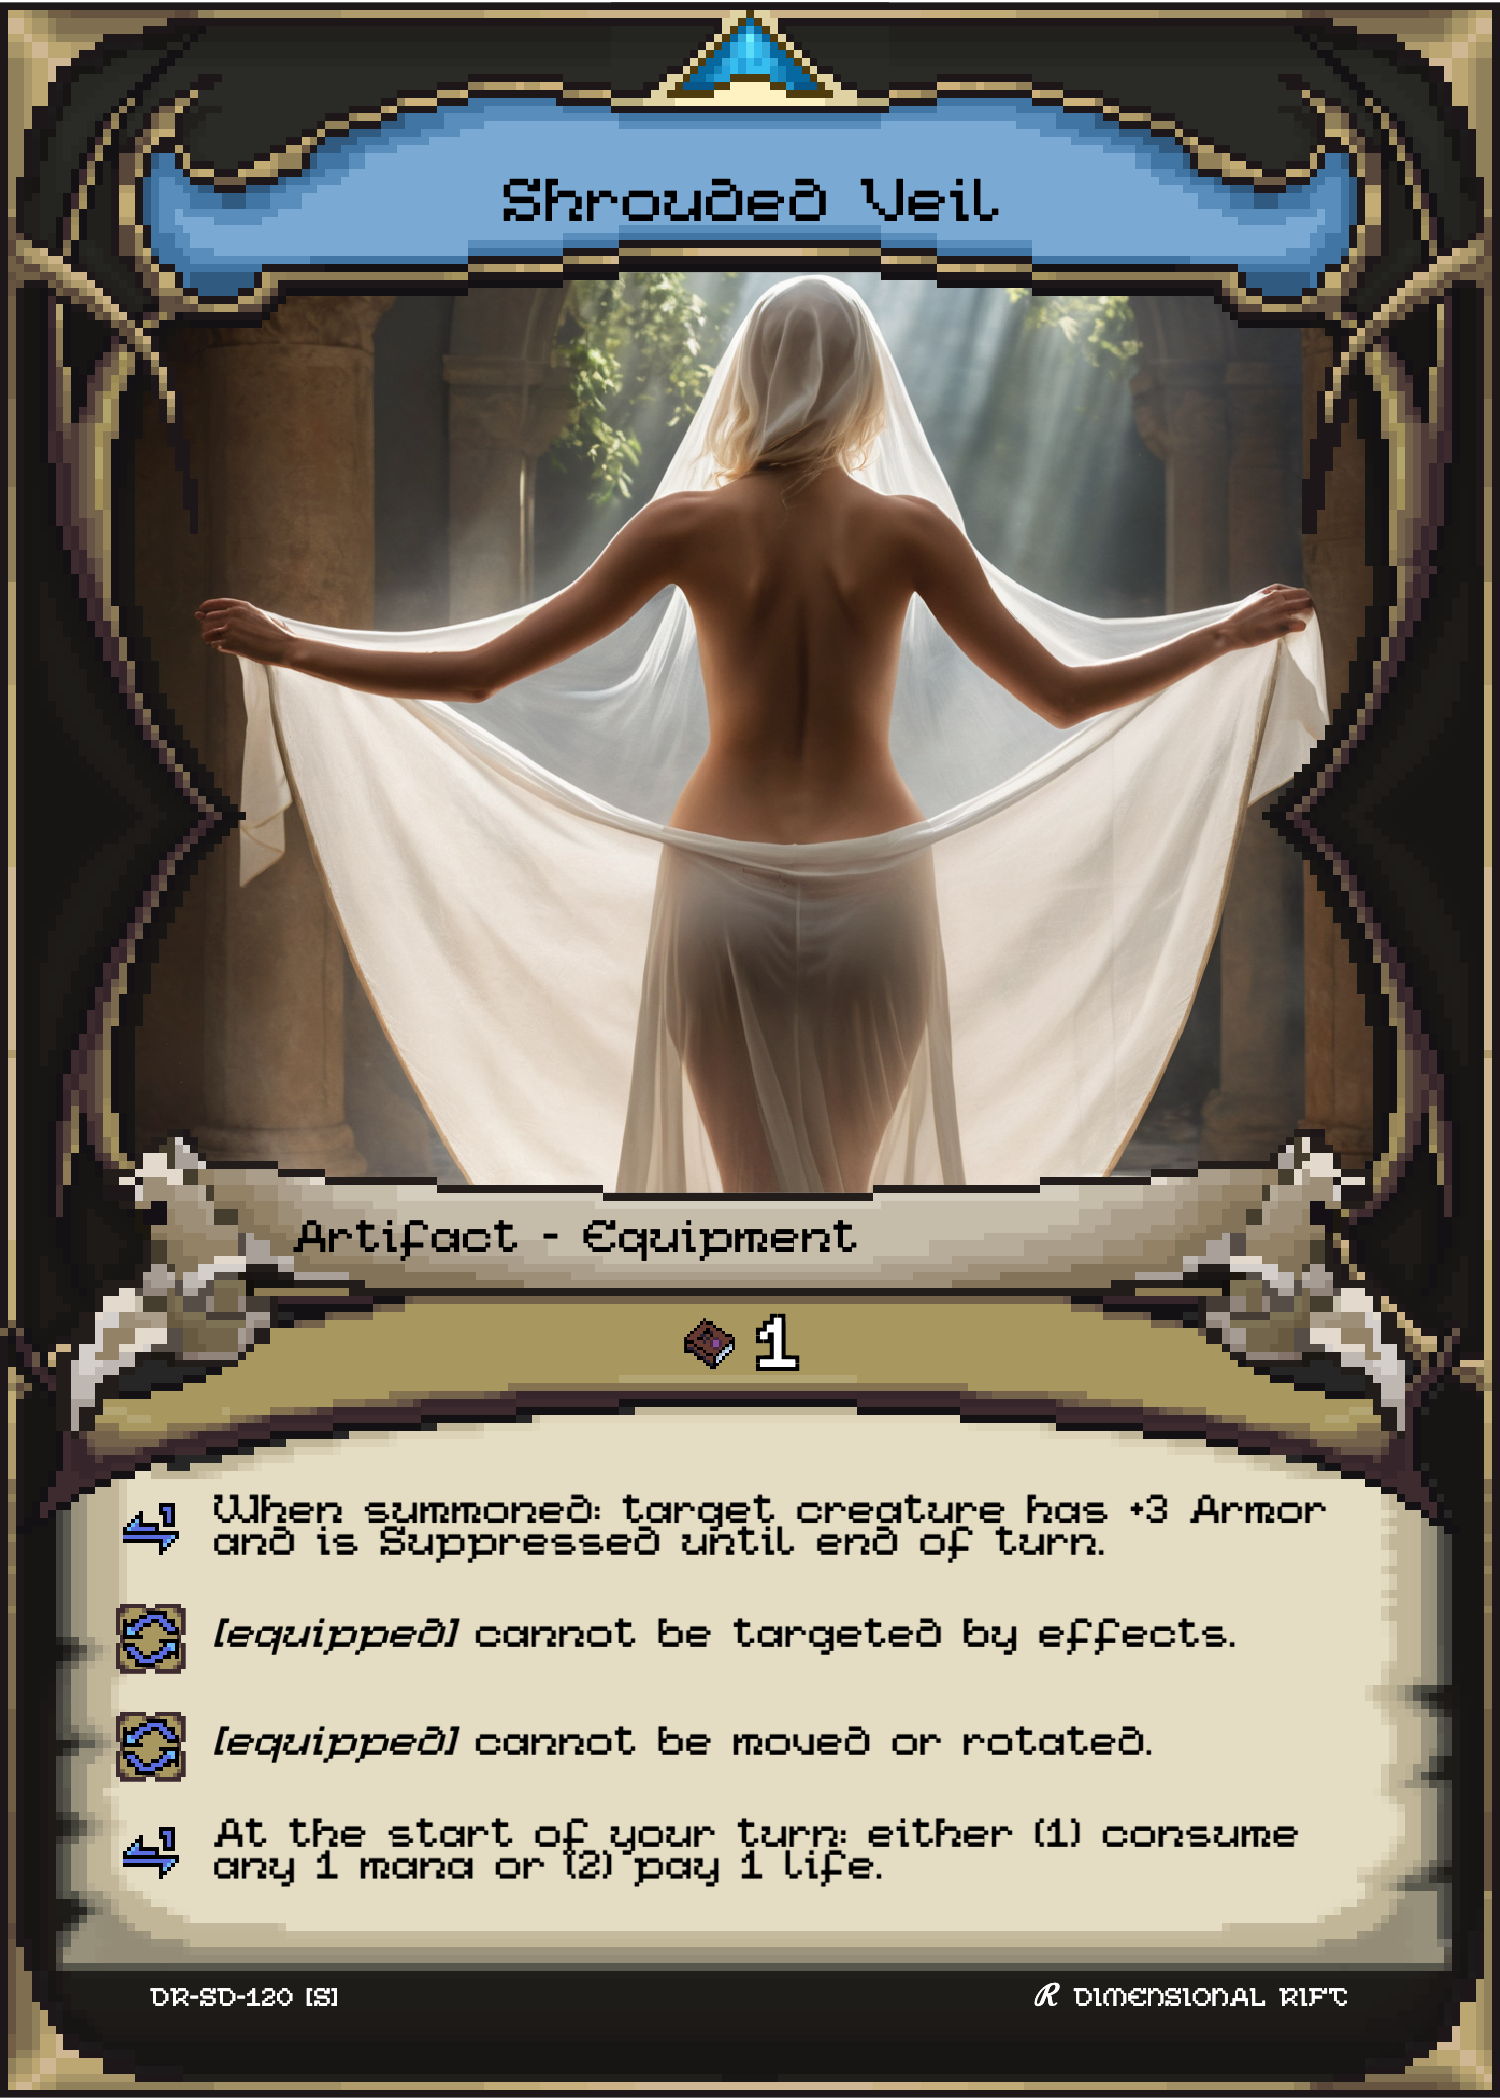 Shrouded Veil
Artifact - Equipment
1
When summoned: target creature has +3 Armor
and is Suppressed until end of turn.
[equipped] cannot be targeted by effects.
[equipped] cannot be moved or rotated.
At the start of your turn: either (1) consume
any 1 mana or (2) pay 1 life.
DR-SD-120 [S]
R DIMENSIONAL RIFT